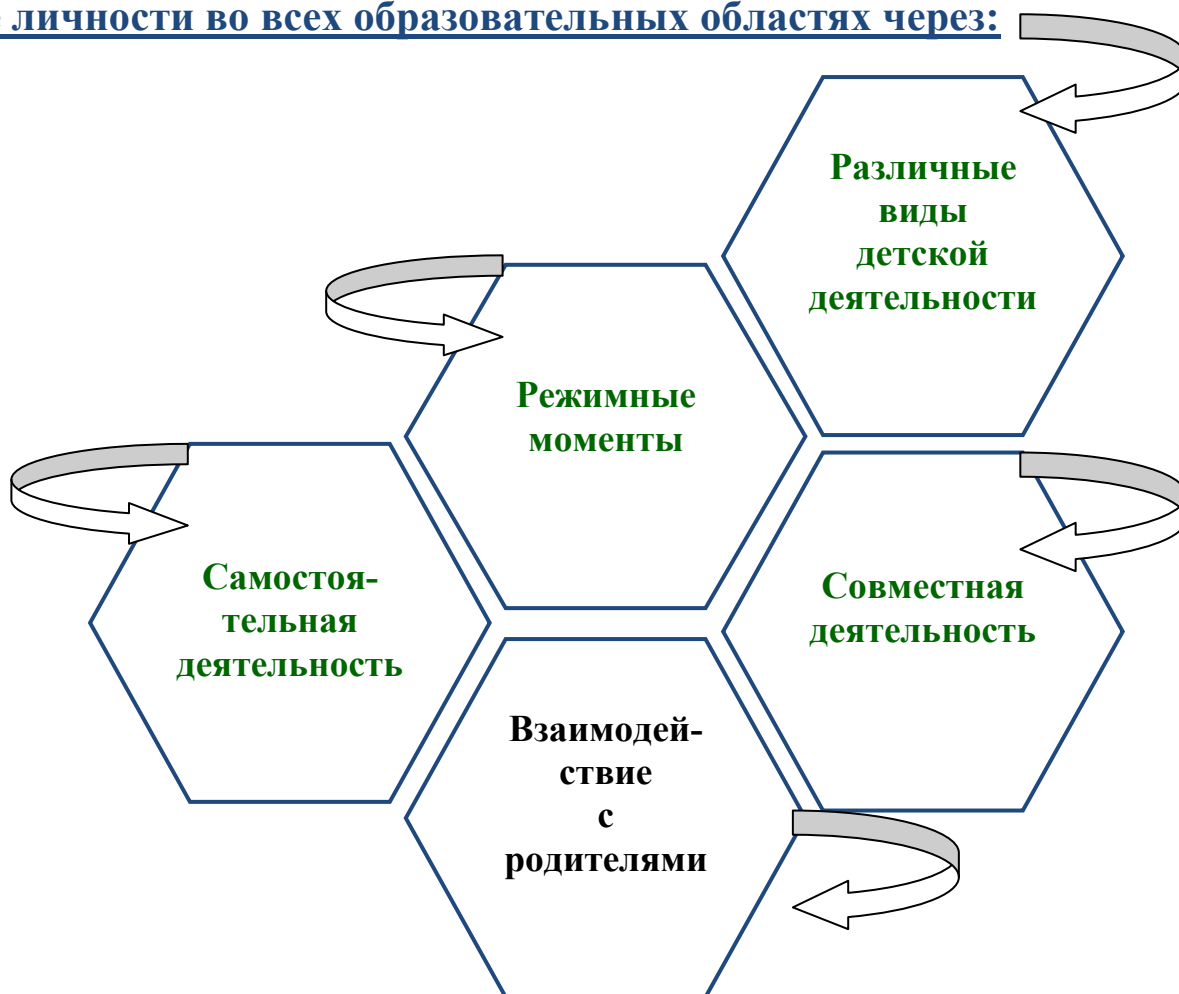 личности во всех образовательных областях через:
Различные
виды
детской
деятельности
Режимные
моменты
Самостоя-
тельная
деятельность
Совместная
деятельность
Взаимодей-
ствие
с
родителями